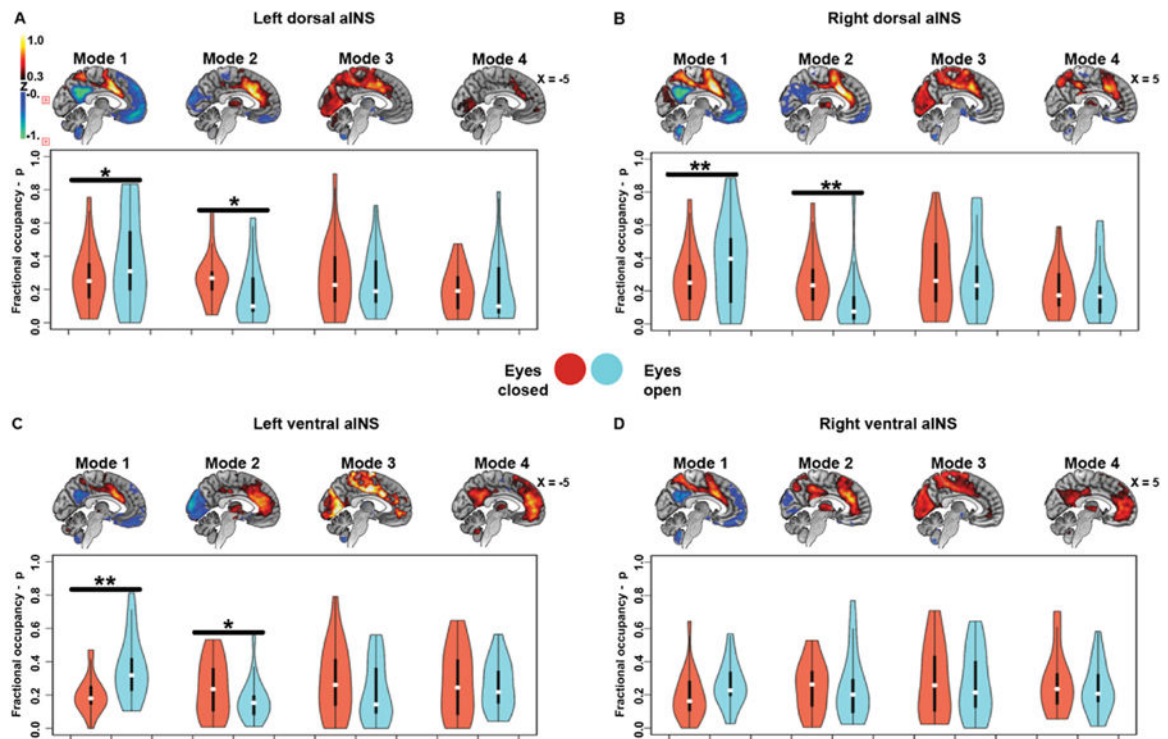 A Left dorsal aINS
Mode 1 Mode 2 Mode 3 Mode 4
X = -5
1.0
0.3
Z
-0.
-1.
Fractional occupancy - p
1.0
0.8
0.6
0.4
0.2
0.0
*
*
B Right dorsal aINS
Mode 1 Mode 2 Mode 3 Mode 4
X = 5
Fractional occupancy - p
1.0
0.8
0.6
0.4
0.2
0.0
**
**
Eyes closed
Eyes open
C Left ventral aINS
Mode 1 Mode 2 Mode 3 Mode 4
X = -5
Fractional occupancy - p
1.0
0.8
0.6
0.4
0.2
0.0
**
*
D Right ventral aINS
Mode 1 Mode 2 Mode 3 Mode 4
X = 5
Fractional occupancy - p
1.0
0.8
0.6
0.4
0.2
0.0